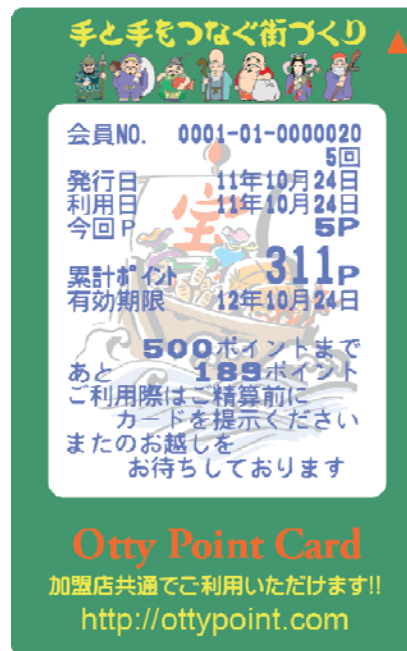 手と手をつなぐ街づくり
会員NO. 0001-01-0000020
5回
発行日 11年10月24日
利用日 11年10月24日
今回P 5P
累計ポイント 311P
有効期限 12年10月24日
500ポイントまで
あと 189ポイント
ご利用際はご精算前に
カードを提示ください
またのお越しを
お待ちしております
宝
Otty Point Card
加盟店共通でご利用いただけます!!
http://ottypoint.com